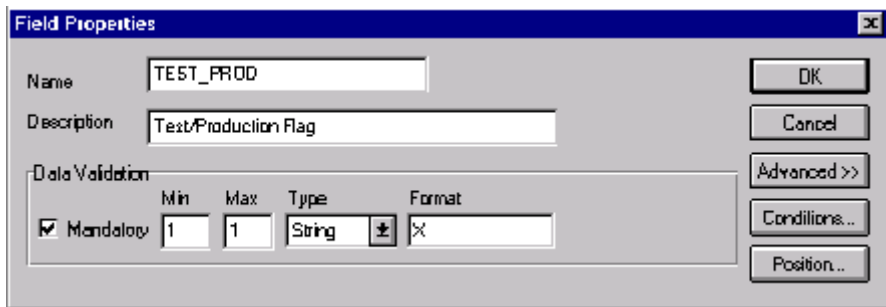 Field Properties
Name TEST_PROD
Description Test/Production Flag
Data Validation
Min Max Type Format
Mandatory 1 1 String X
OK
Cancel
Advanced >>
Conditions...
Position...